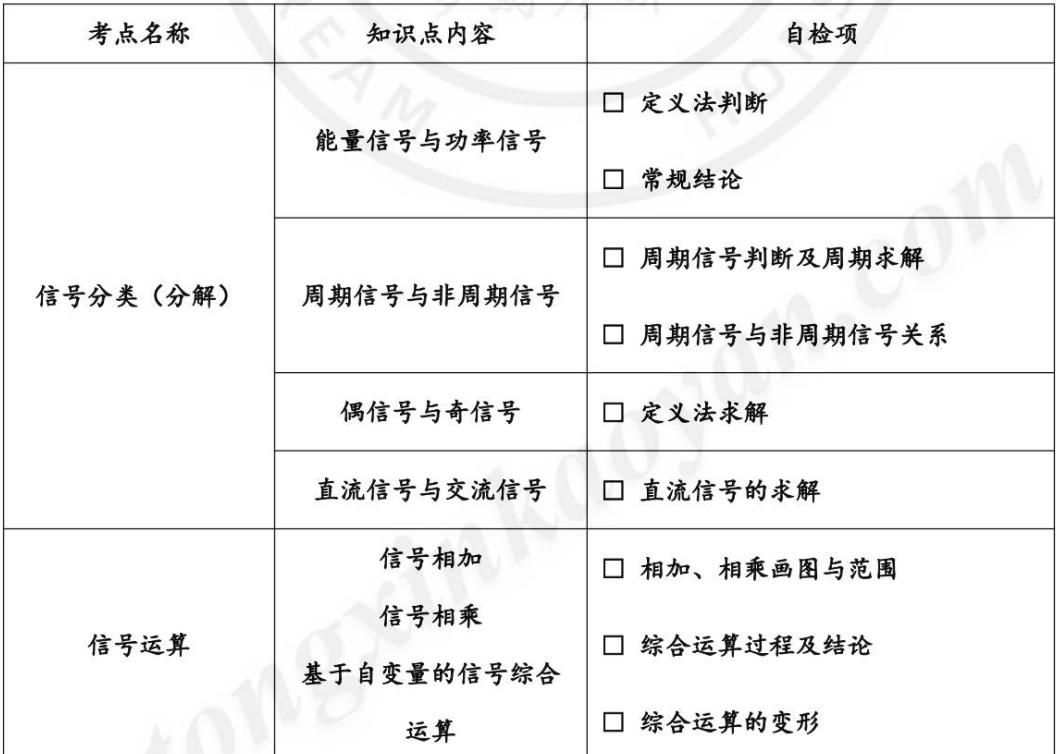 考点名称 知识点内容 自检项
信号分类（分解）
能量信号与功率信号
□ 定义法判断
□ 常规结论
周期信号与非周期信号
□ 周期信号判断及周期求解
□ 周期信号与非周期信号关系
偶信号与奇信号
□ 定义法求解
直流信号与交流信号
□ 直流信号的求解
信号运算
信号相加
信号相乘
基于自变量的信号综合
运算
□ 相加、相乘画图与范围
□ 综合运算过程及结论
□ 综合运算的变形
tongxinkaoyan.com